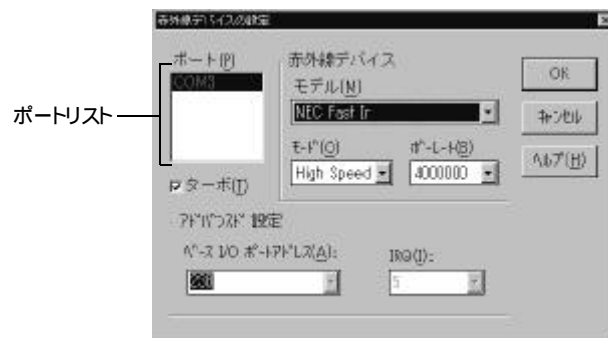 赤外線デバイスの設定
ポート(P)
COM3
ポートリスト
ターボ(T)
赤外線デバイス
モデル(M)
NEC Fast Ir
モード(O)
ボーレート(B)
High Speed
4000000
OK
キャンセル
ヘルプ(H)
アドバンスド 設定
ベース I/O ポートアドレス(A):
IRQ(I):
5